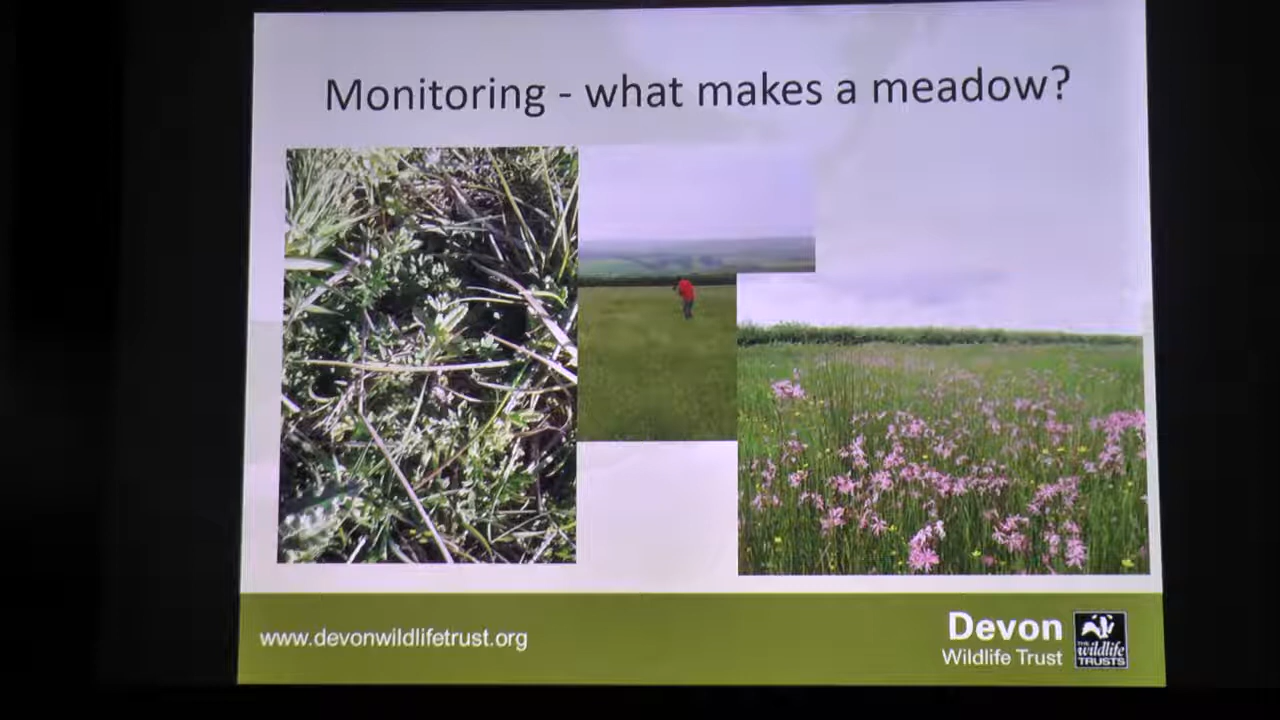 Monitoring - what makes a meadow?
www.devonwildlifetrust.org
Devon
Wildlife Trust
THE
wildlife
TRUSTS